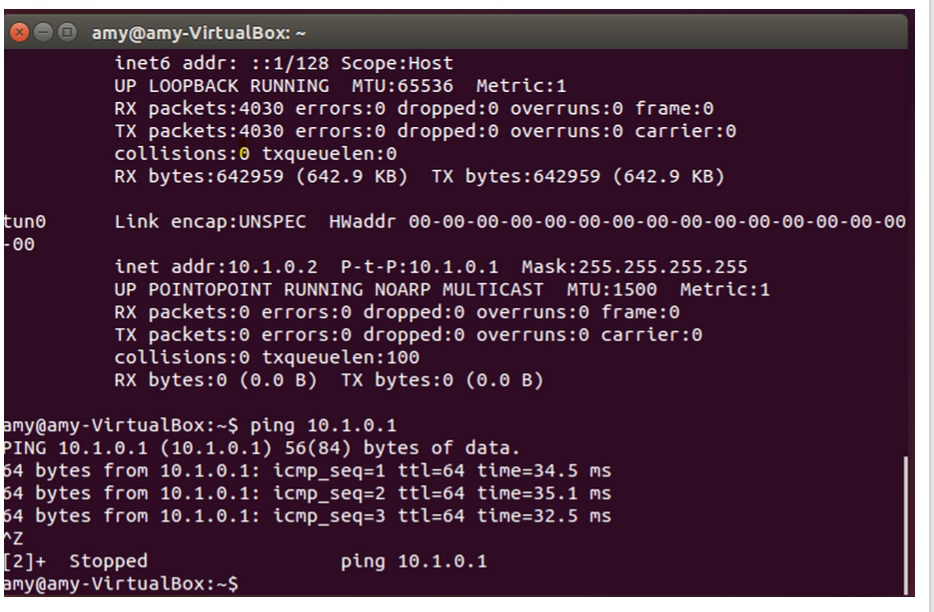 amy@amy-VirtualBox: ~
inet6 addr: ::1/128 Scope:Host
UP LOOPBACK RUNNING  MTU:65536  Metric:1
RX packets:4030 errors:0 dropped:0 overruns:0 frame:0
TX packets:4030 errors:0 dropped:0 overruns:0 carrier:0
collisions:0 txqueuelen:0
RX bytes:642959 (642.9 KB)  TX bytes:642959 (642.9 KB)
tun0      Link encap:UNSPEC  HWaddr 00-00-00-00-00-00-00-00-00-00-00-00-00-00-00
-00
inet addr:10.1.0.2  P-t-P:10.1.0.1  Mask:255.255.255.255
UP POINTOPOINT RUNNING NOARP MULTICAST  MTU:1500  Metric:1
RX packets:0 errors:0 dropped:0 overruns:0 frame:0
TX packets:0 errors:0 dropped:0 overruns:0 carrier:0
collisions:0 txqueuelen:100
RX bytes:0 (0.0 B)  TX bytes:0 (0.0 B)
amy@amy-VirtualBox:~$ ping 10.1.0.1
PING 10.1.0.1 (10.1.0.1) 56(84) bytes of data.
64 bytes from 10.1.0.1: icmp_seq=1 ttl=64 time=34.5 ms
64 bytes from 10.1.0.1: icmp_seq=2 ttl=64 time=35.1 ms
64 bytes from 10.1.0.1: icmp_seq=3 ttl=64 time=32.5 ms
^Z
[2]+  Stopped                 ping 10.1.0.1
amy@amy-VirtualBox:~$